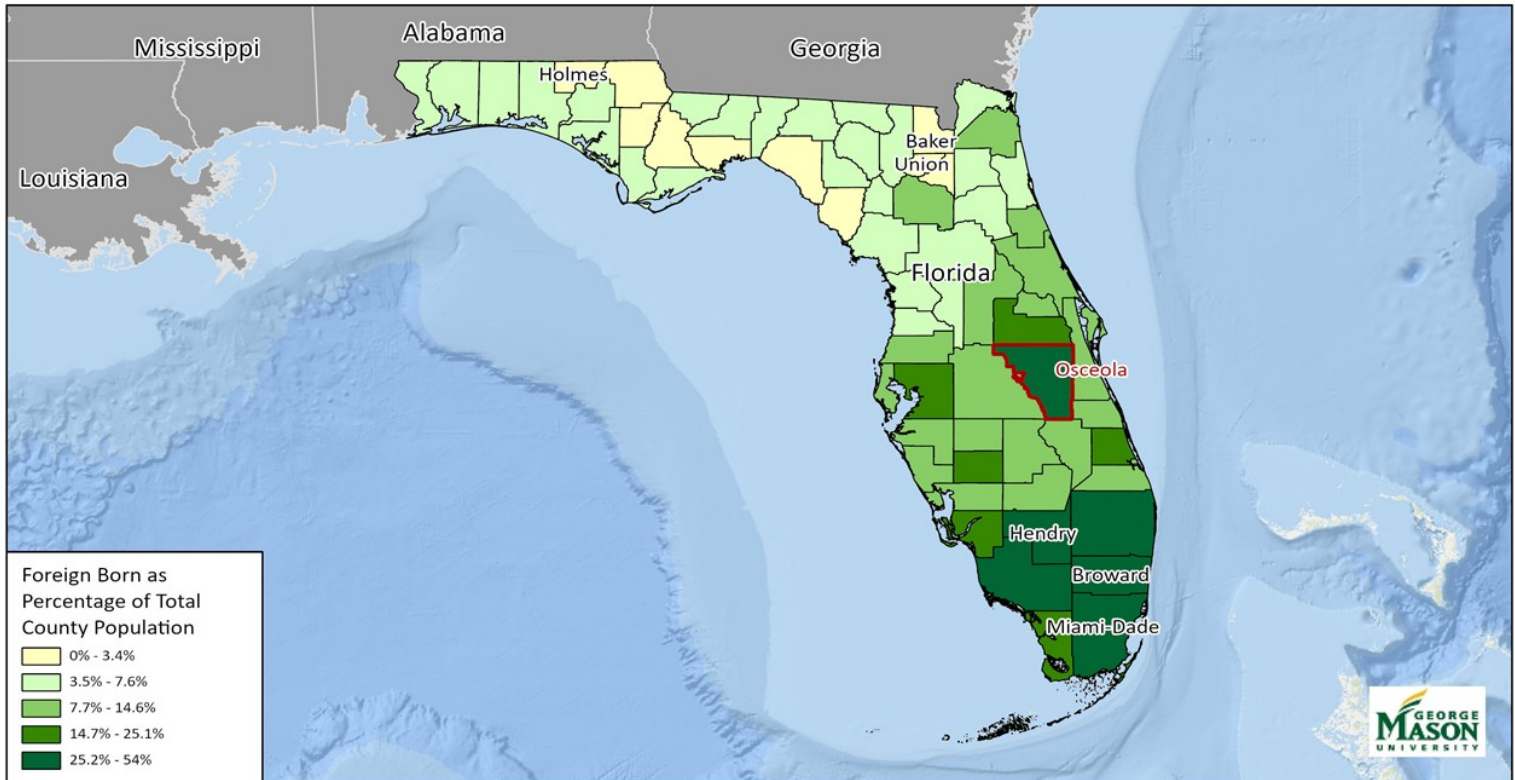 Mississippi
Alabama
Georgia
Louisiana
Holmes
Baker
Union
Florida
Osceola
Hendry
Broward
Miami-Dade
Foreign Born as
Percentage of Total
County Population
0% - 3.4%
3.5% - 7.6%
7.7% - 14.6%
14.7% - 25.1%
25.2% - 54%
GEORGE
MASON
UNIVERSITY